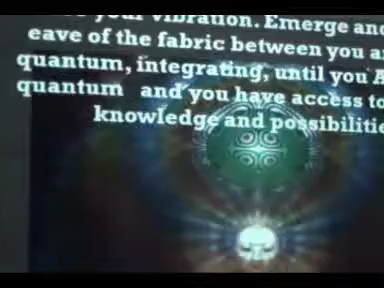 your vibration. Emerge and
eave of the fabric between you a
quantum, integrating, until you A
quantum and you have access to
knowledge and possibilitie